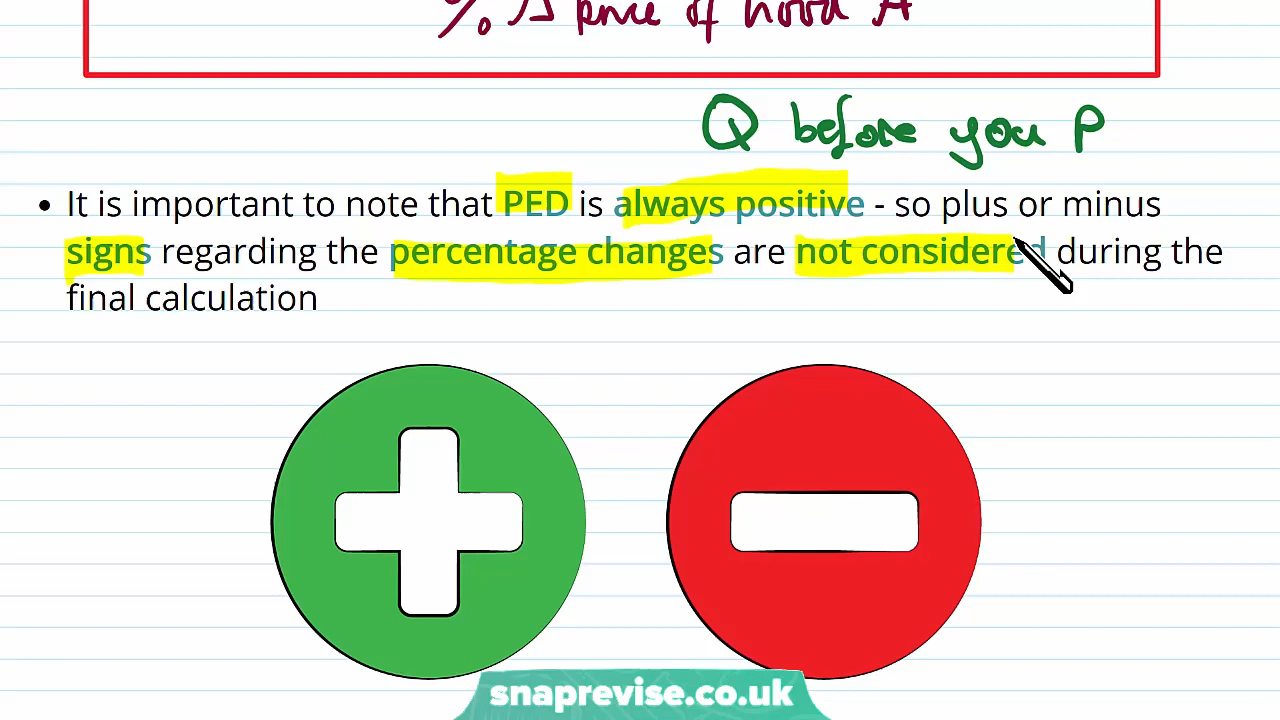 % Δ price of Good A
Q before you P
• It is important to note that PED is always positive - so plus or minus
signs regarding the percentage changes are not considered during the
final calculation
snaprevise.co.uk